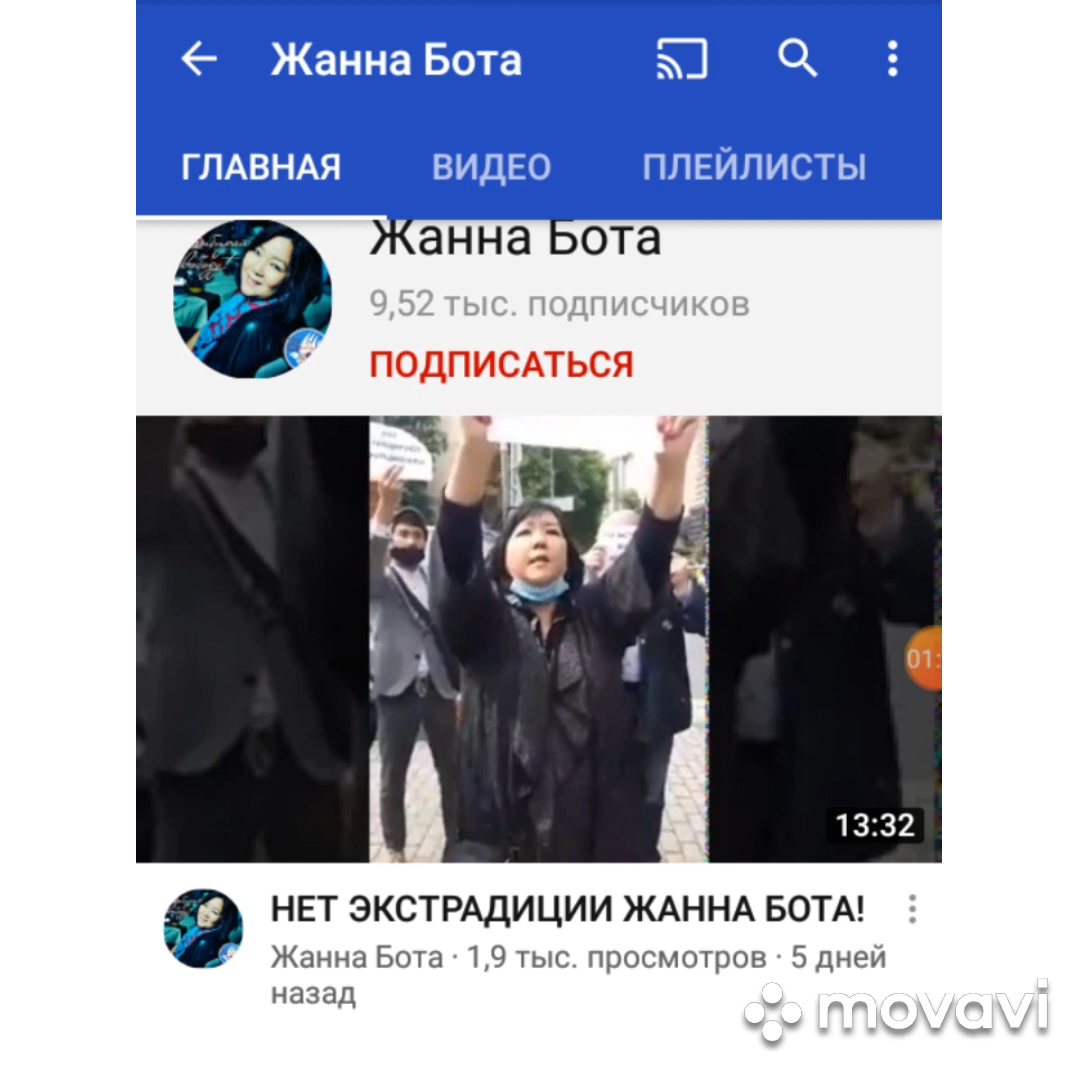 Жанна Бота
ГЛАВНАЯ ВИДЕО ПЛЕЙЛИСТЫ
Жанна Бота
9,52 тыс. подписчиков
ПОДПИСАТЬСЯ
01:
13:32
НЕТ ЭКСТРАДИЦИИ ЖАННА БОТА!
Жанна Бота · 1,9 тыс. просмотров · 5 дней
назад
movavi